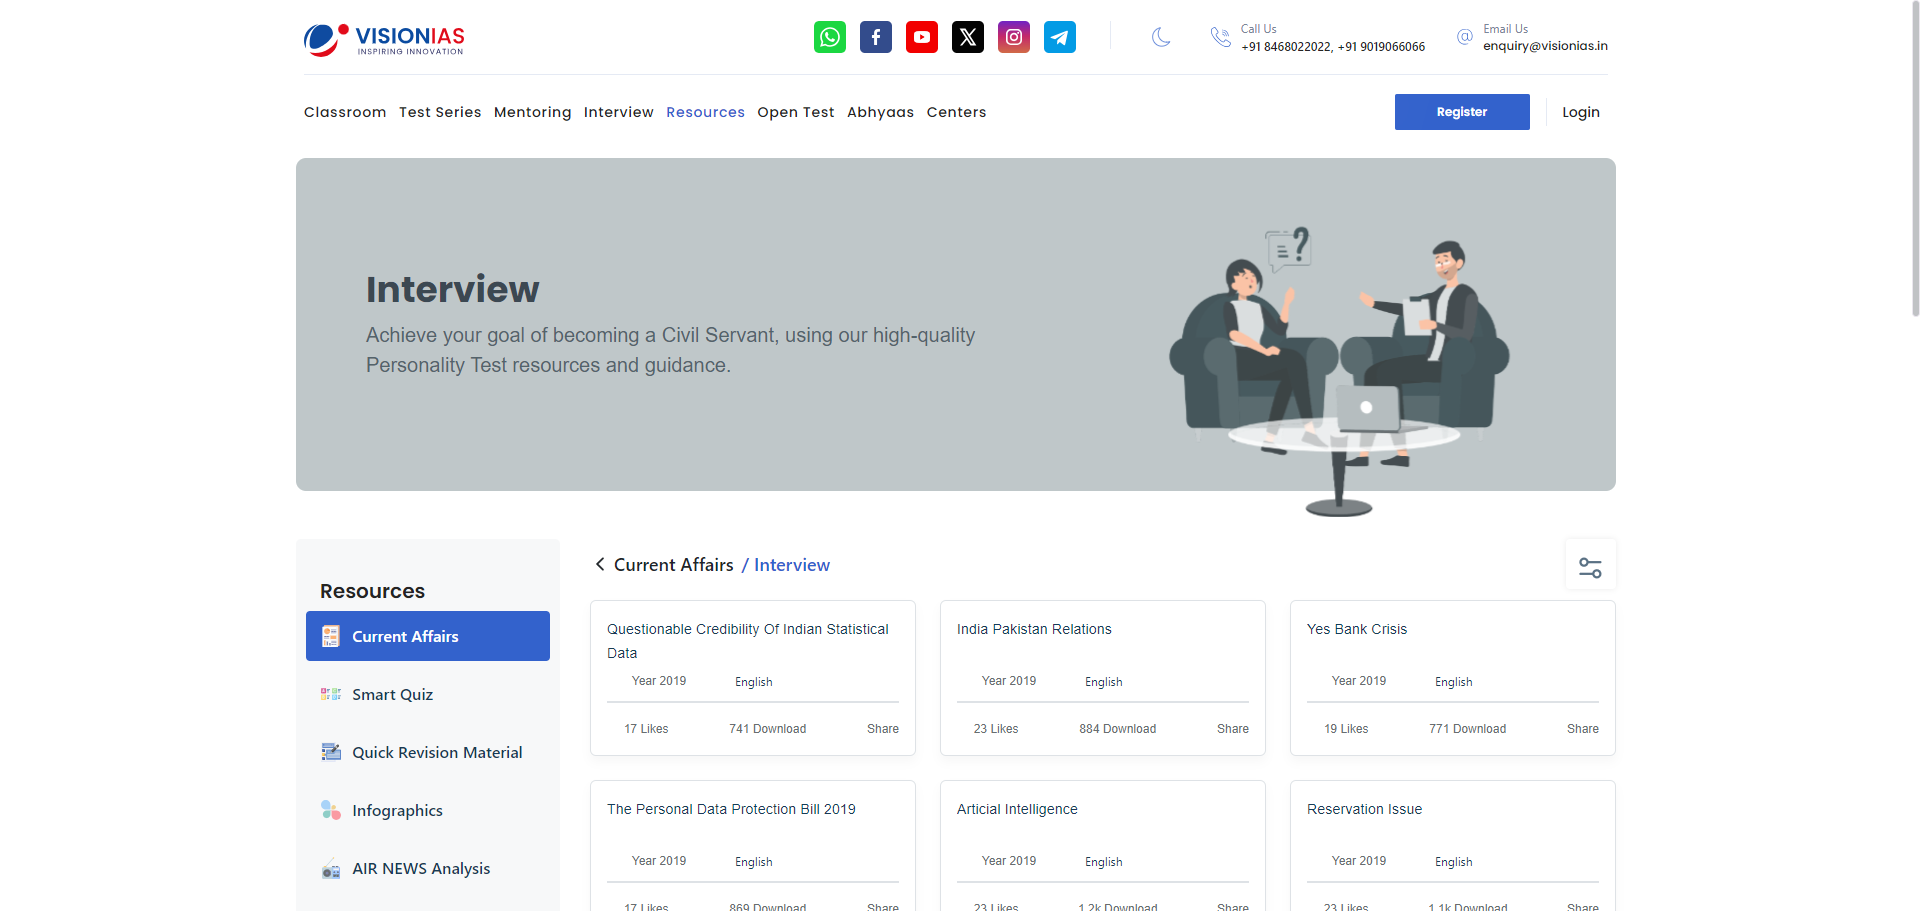 VISIONIAS
INSPIRING INNOVATION
Call Us
+91 8468022022, +91 9019066066
Email Us
enquiry@visionias.in
Classroom Test Series Mentoring Interview Resources Open Test Abhyaas Centers
Register
Login
Interview
Achieve your goal of becoming a Civil Servant, using our high-quality
Personality Test resources and guidance.
Resources
Current Affairs
Smart Quiz
Quick Revision Material
Infographics
AIR NEWS Analysis
Current Affairs / Interview
Questionable Credibility Of Indian Statistical
Data
Year 2019 English
17 Likes 741 Download Share
India Pakistan Relations
Year 2019 English
23 Likes 884 Download Share
Yes Bank Crisis
Year 2019 English
19 Likes 771 Download Share
The Personal Data Protection Bill 2019
Year 2019 English
17 Likes 869 Download Share
Articial Intelligence
Year 2019 English
23 Likes 1.2k Download Share
Reservation Issue
Year 2019 English
23 Likes 1.1k Download Share